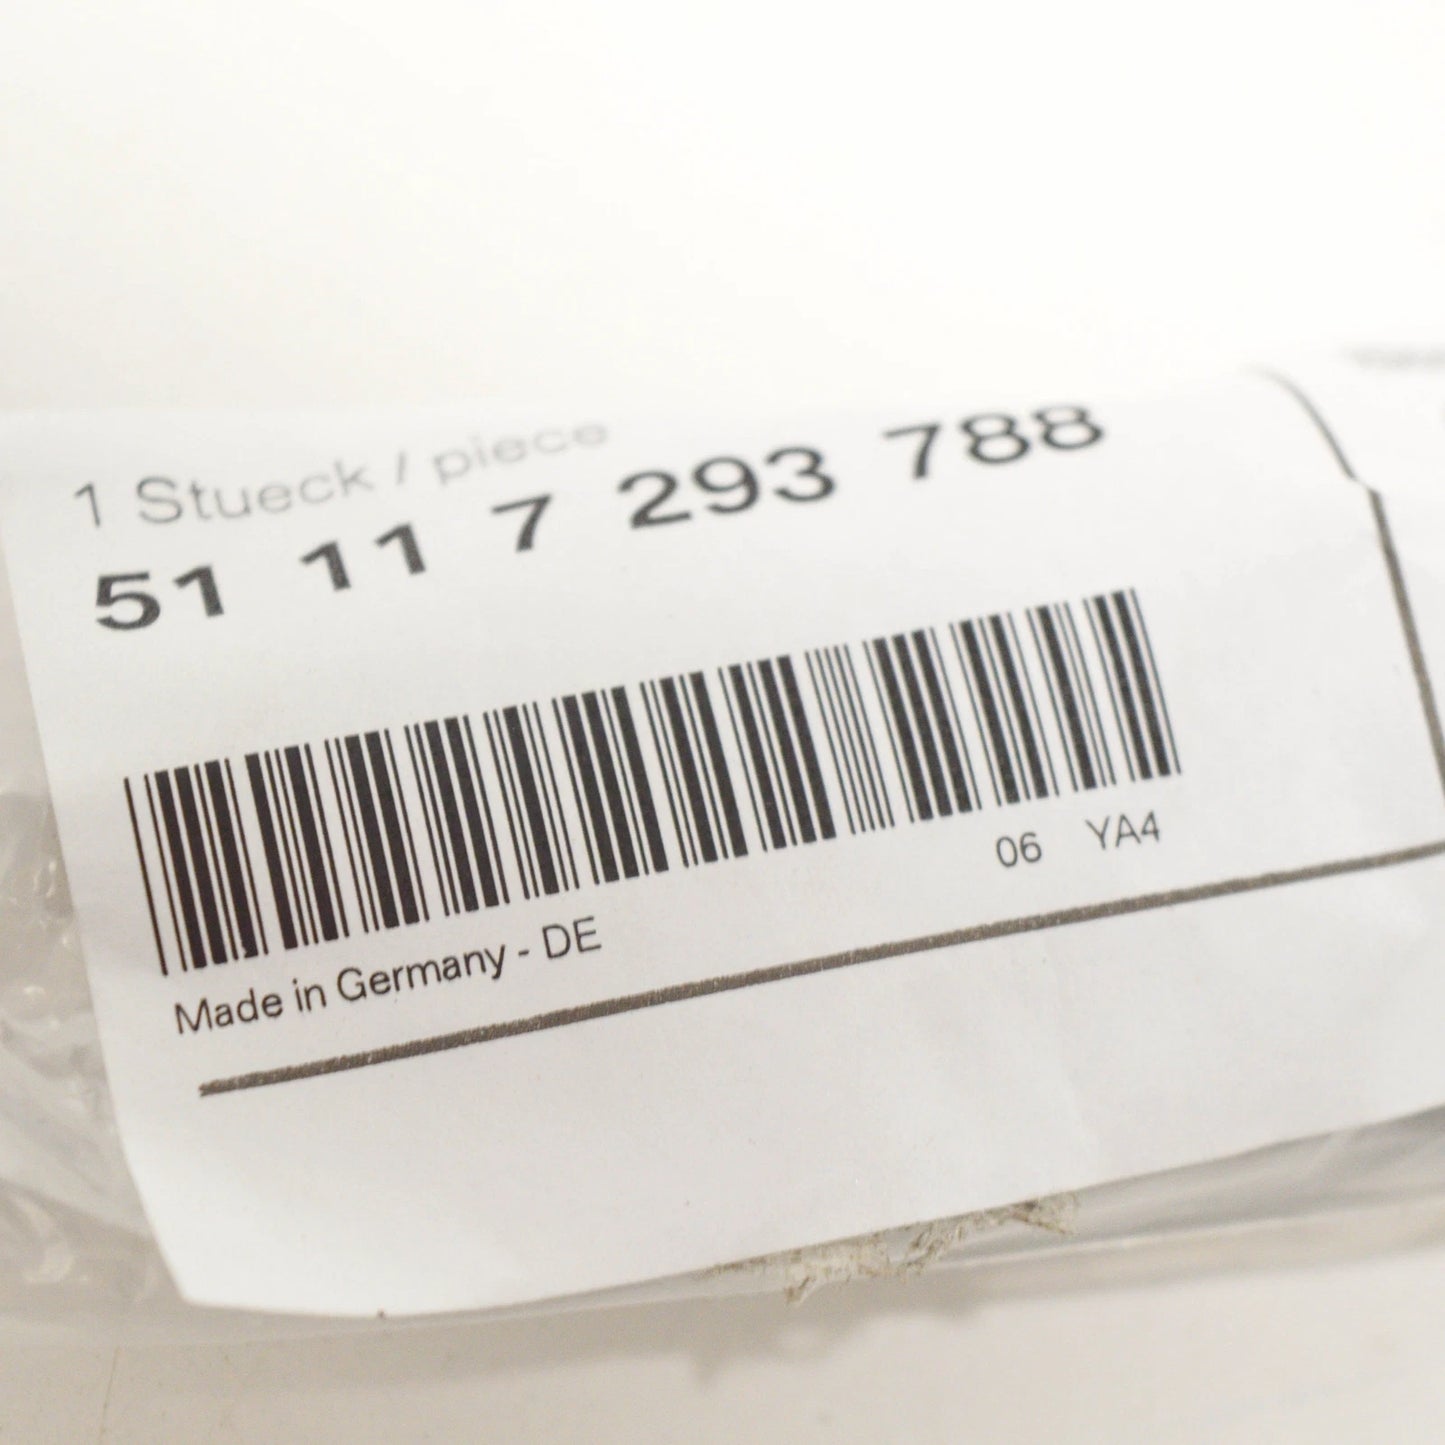 1 Stueck / piece
51 11 7 293 788
06 YA4
Made in Germany - DE